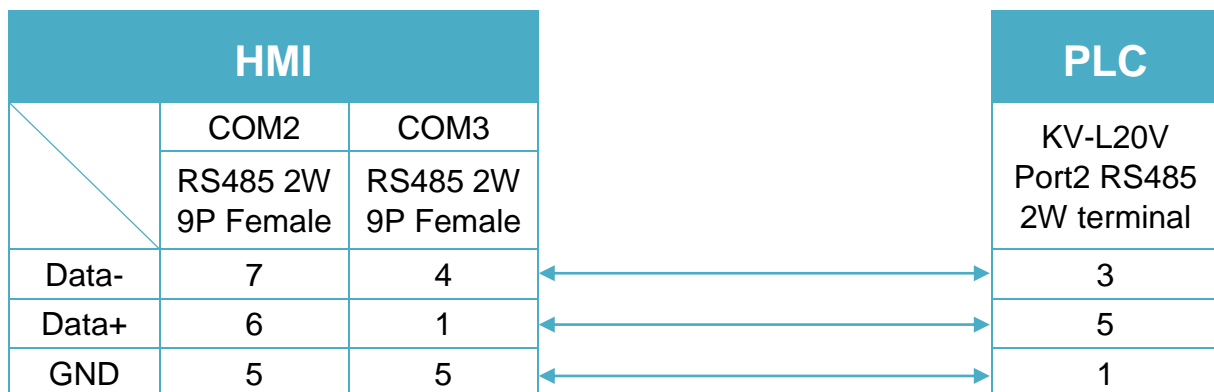 HMI
PLC
COM2 COM3
KV-L20V
Port2 RS485
2W terminal
RS485 2W
9P Female
RS485 2W
9P Female
Data- 7 4 3
Data+ 6 1 5
GND 5 5 1